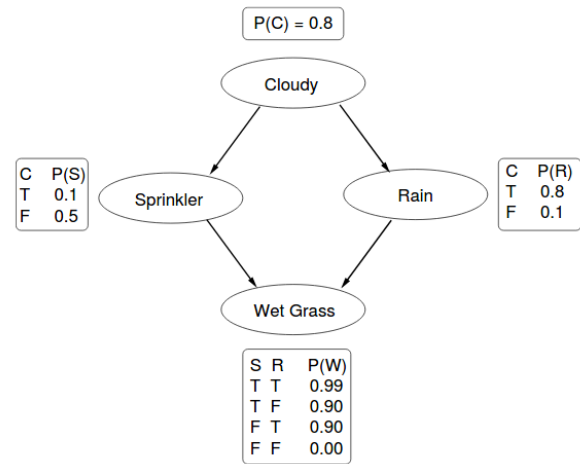 P(C) = 0.8
Cloudy
C P(S)
T 0.1
F 0.5
Sprinkler
Rain
C P(R)
T 0.8
F 0.1
Wet Grass
S R P(W)
T T 0.99
T F 0.90
F T 0.90
F F 0.00